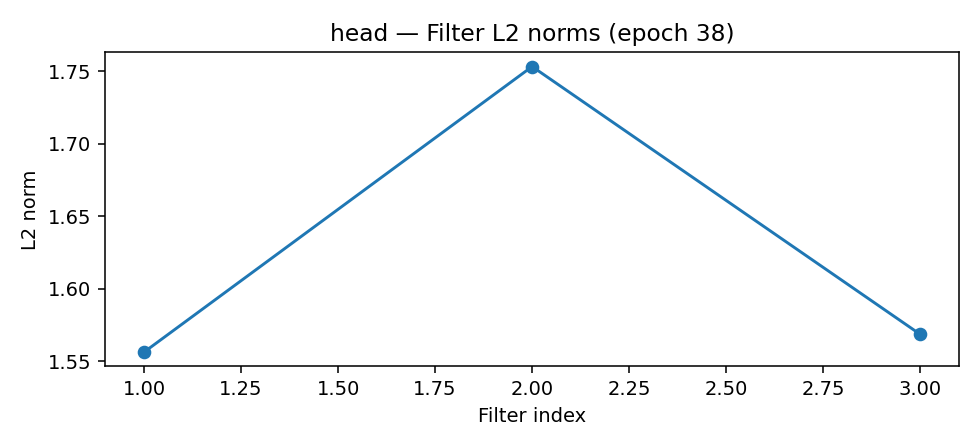 head — Filter L2 norms (epoch 38)
1.75
1.70
1.65
1.60
1.55
L2 norm
1.00 1.25 1.50 1.75 2.00 2.25 2.50 2.75 3.00
Filter index